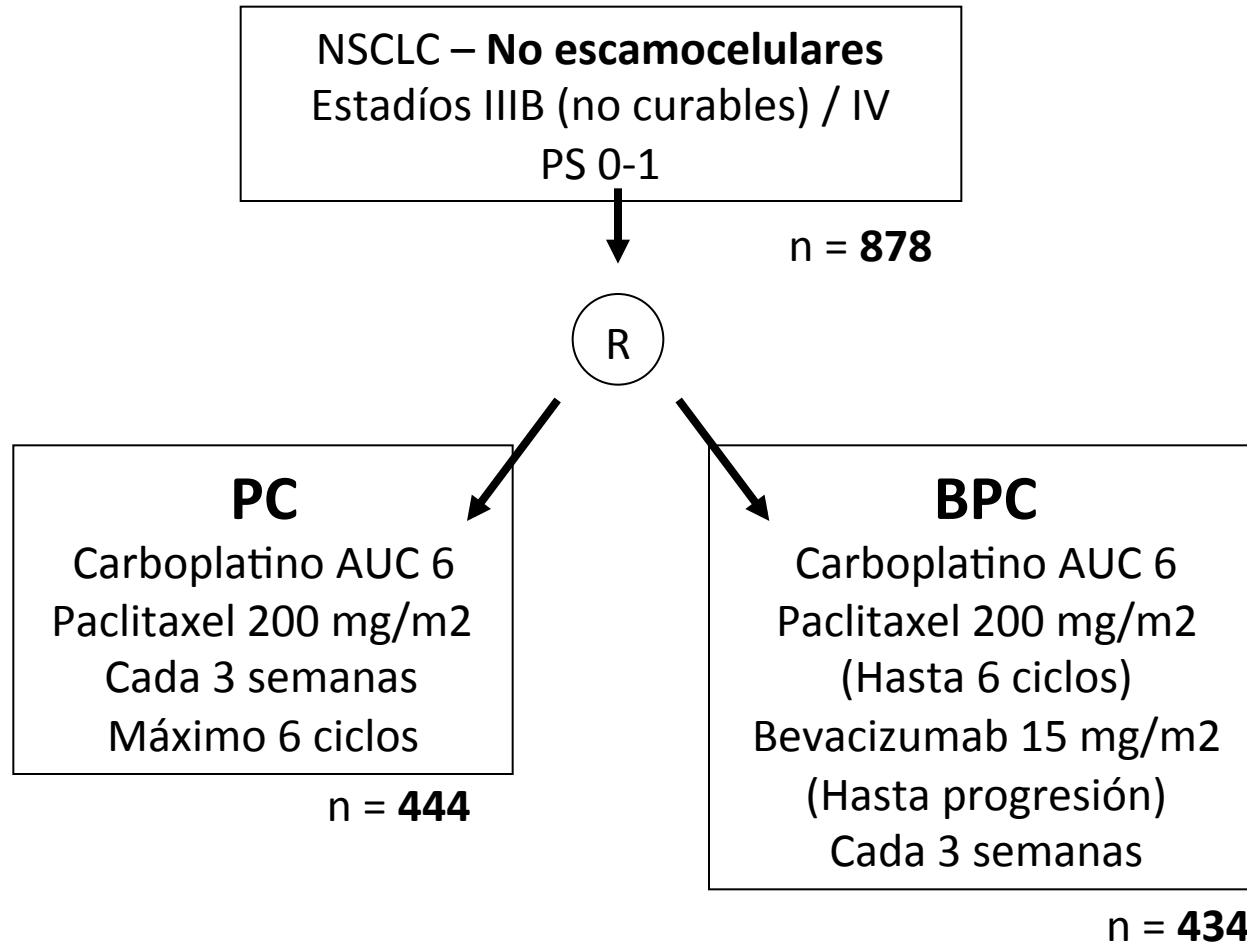 NSCLC – No escamocelulares
Estadíos IIIB (no curables) / IV
PS 0-1
n = 878
R
PC
Carboplatino AUC 6
Paclitaxel 200 mg/m2
Cada 3 semanas
Máximo 6 ciclos
n = 444
BPC
Carboplatino AUC 6
Paclitaxel 200 mg/m2
(Hasta 6 ciclos)
Bevacizumab 15 mg/m2
(Hasta progresión)
Cada 3 semanas
n = 434